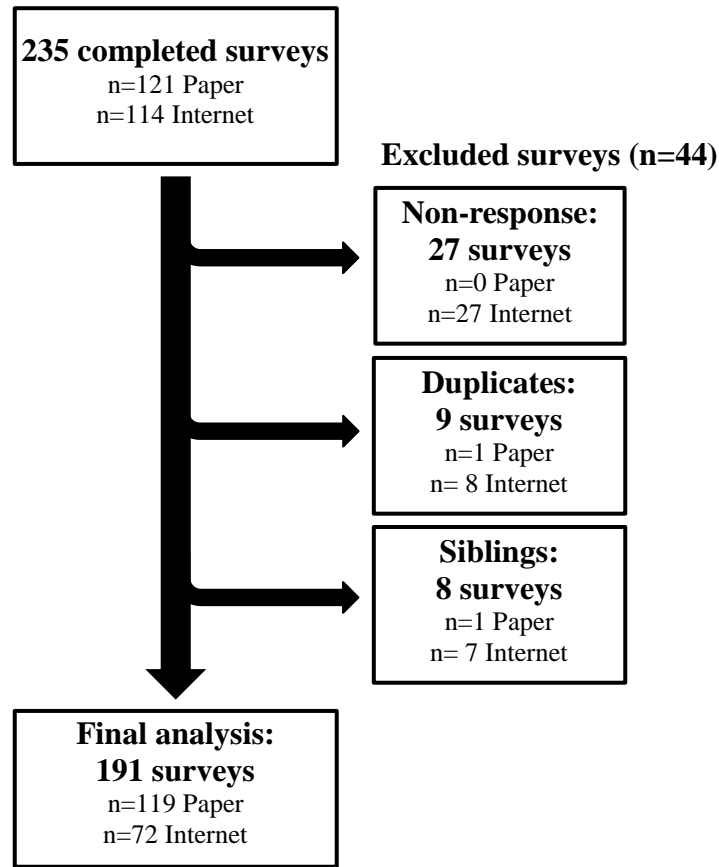 235 completed surveys
n=121 Paper
n=114 Internet
Excluded surveys (n=44)
Non-response:
27 surveys
n=0 Paper
n=27 Internet
Duplicates:
9 surveys
n=1 Paper
n= 8 Internet
Siblings:
8 surveys
n=1 Paper
n= 7 Internet
Final analysis:
191 surveys
n=119 Paper
n=72 Internet